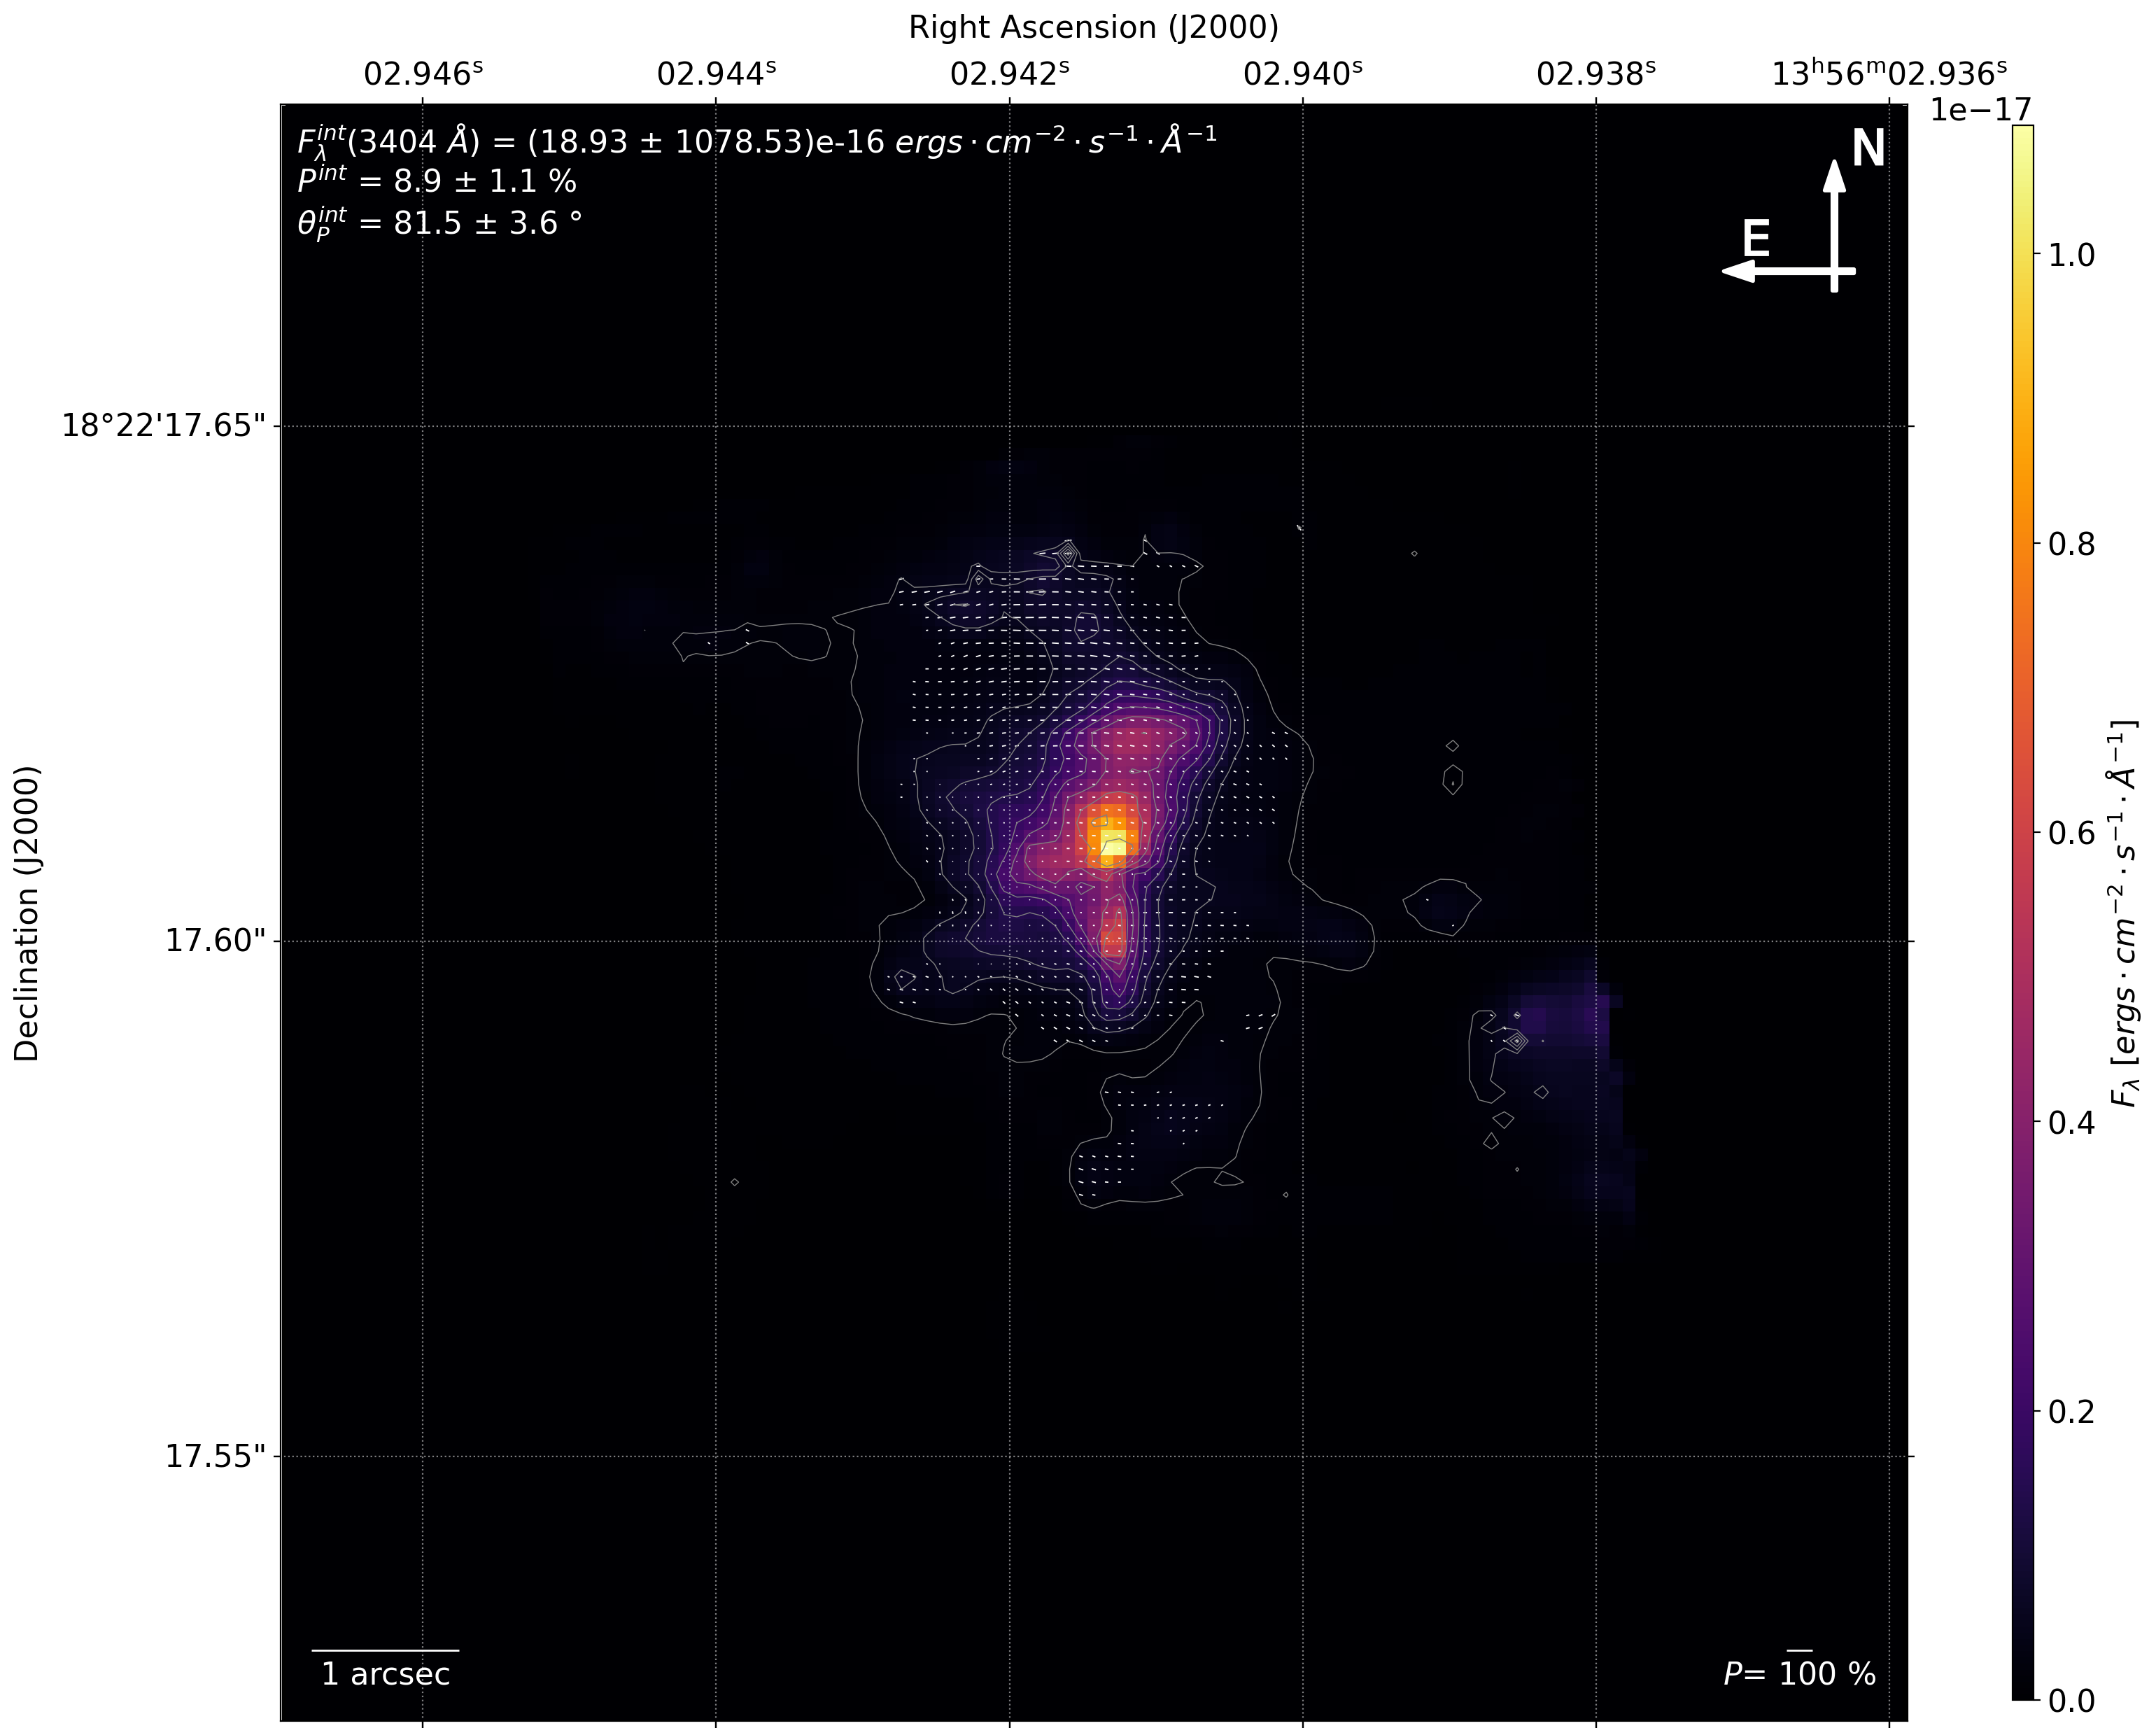 Right Ascension (J2000)
02.946ˢ 02.944ˢ 02.942ˢ 02.940ˢ 02.938ˢ 13ʰ56ᵐ02.936ˢ
1e−17
F_λ^int(3404 Å) = (18.93 ± 1078.53)e-16 ergs · cm⁻² · s⁻¹ · Å⁻¹
P^int = 8.9 ± 1.1 %
θ_P^int = 81.5 ± 3.6 °
N
E
18°22'17.65"
17.60"
17.55"
Declination (J2000)
1 arcsec
P= 100 %
1.0
0.8
0.6
0.4
0.2
0.0
F_λ [ergs · cm⁻² · s⁻¹ · Å⁻¹]